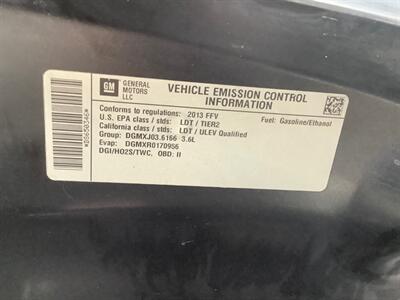 GM
GENERAL MOTORS LLC
VEHICLE EMISSION CONTROL INFORMATION
Conforms to regulations: 2013 FFV
Fuel: Gasoline/Ethanol
U.S. EPA class / stds: LDT / TIER2
California class / stds: LDT / ULEV Qualified
Group: DGMXJ03.6166 3.6L
Evap: DGMXR0170956
DGI/HO2S/TWC, OBD: II